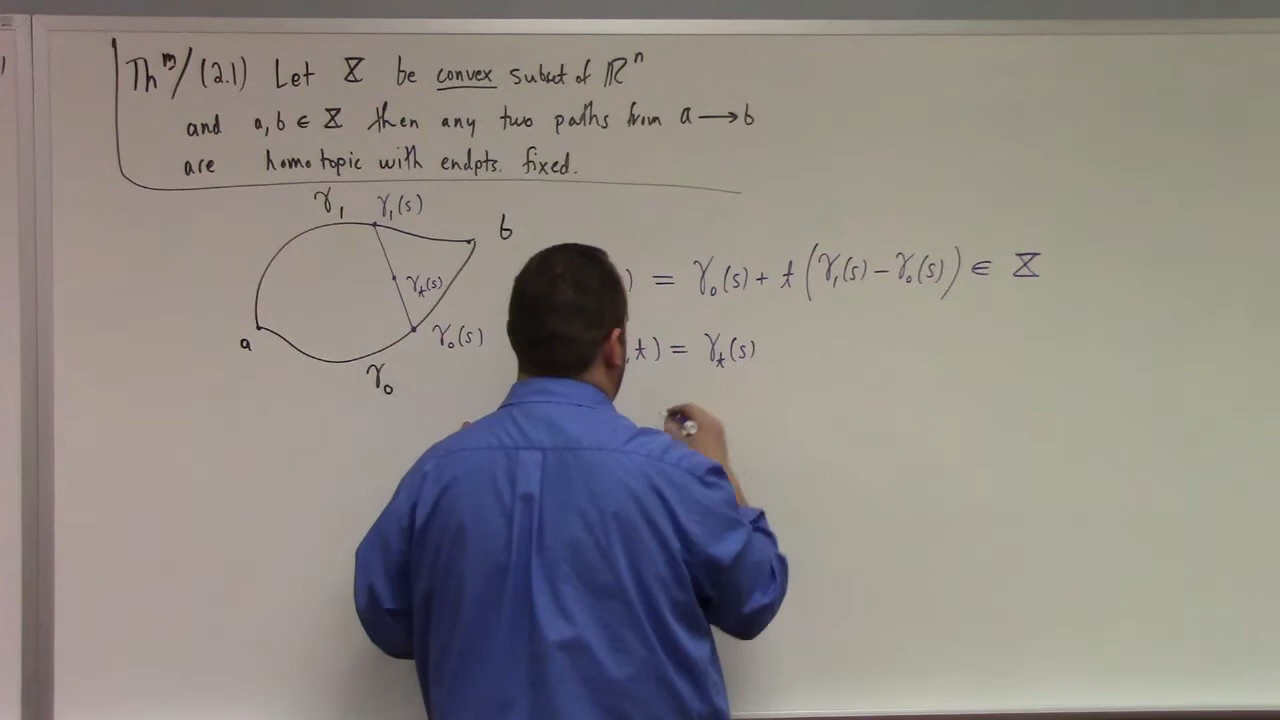 Thm/ (2.1) Let X be convex subset of ℝⁿ
and a, b ∈ X then any two paths from a ⟶ b
are homotopic with endpts. fixed.
γ₁ γ₁(s)
b
γₜ(s)
a
γ₀(s)
γ₀
) = γ₀(s) + t(γ₁(s) − γ₀(s)) ∈ X
,t) = γₜ(s)